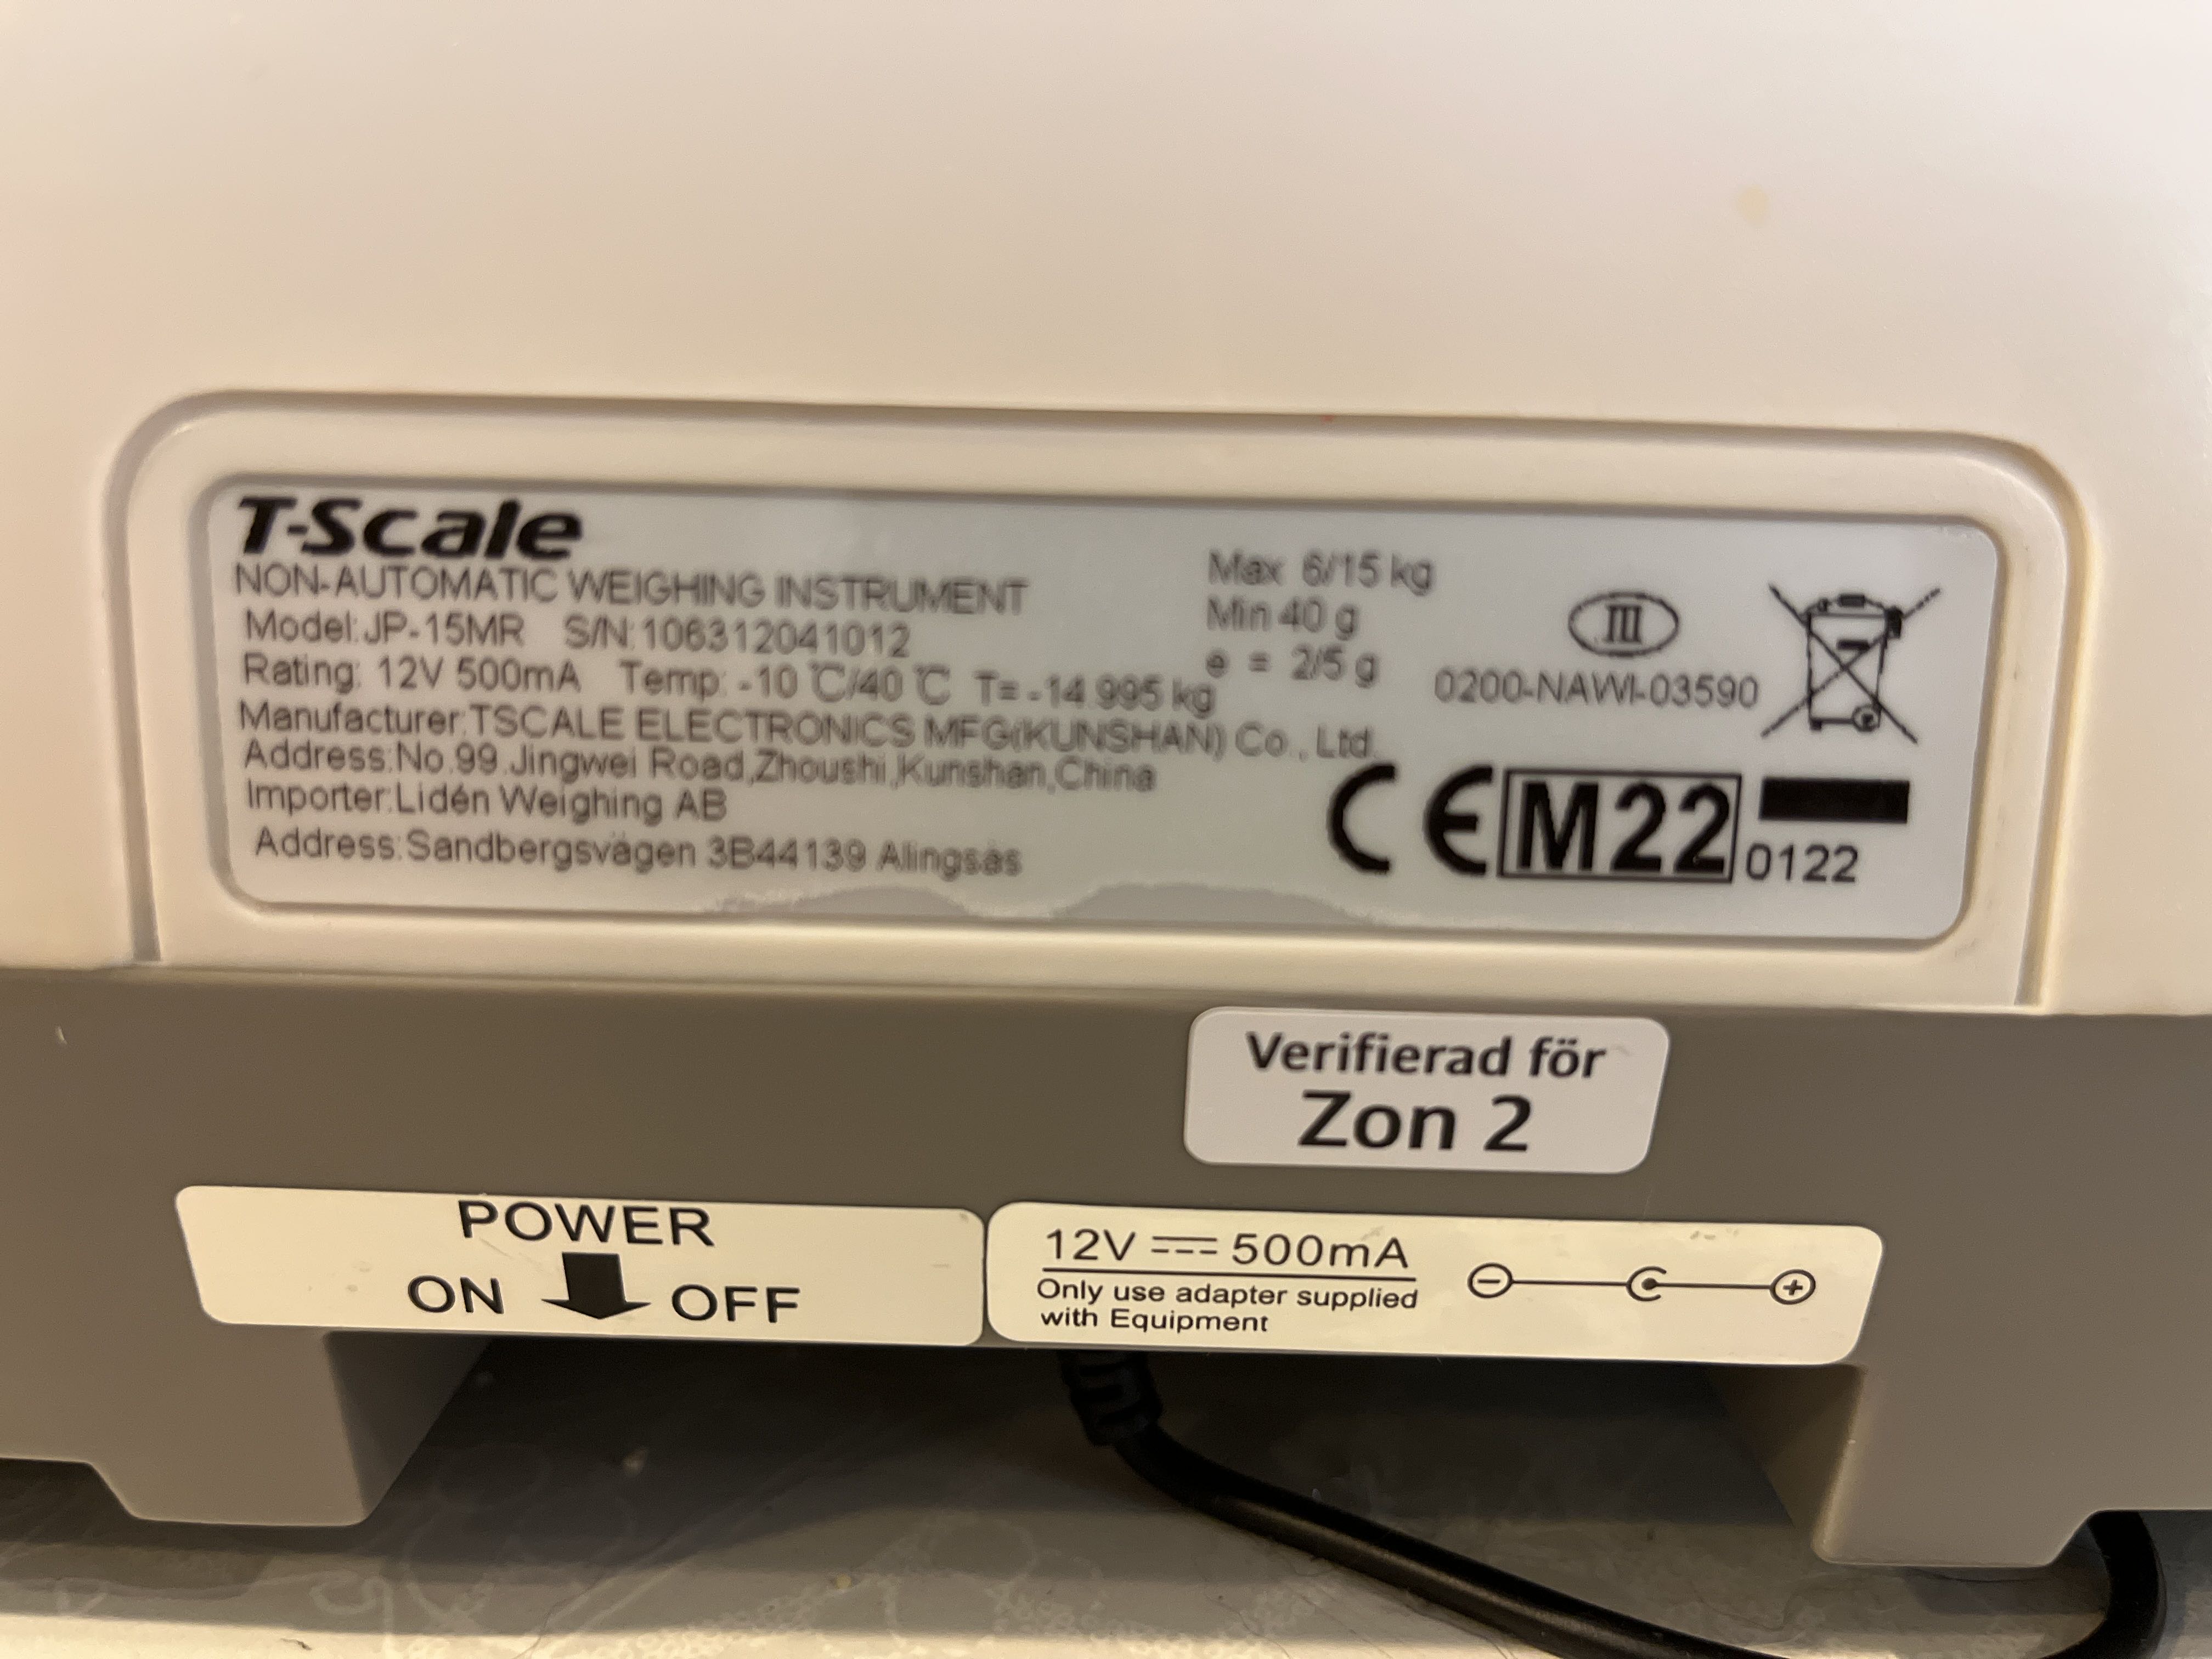 T-Scale
NON-AUTOMATIC WEIGHING INSTRUMENT
Model:JP-15MR S/N:106312041012
Rating: 12V 500mA Temp: -10 ℃/40 ℃ T= -14.995 kg
Manufacturer:TSCALE ELECTRONICS MFG(KUNSHAN) Co., Ltd.
Address:No.99.Jingwei Road,Zhoushi,Kunshan,China
Importer:Lidén Weighing AB
Address:Sandbergsvägen 3B44139 Alingsås
Max 6/15 kg
Min 40 g
e = 2/5 g
III
0200-NAWI-03590
CE M22 0122
Verifierad för
Zon 2
POWER
ON OFF
12V ⎓ 500mA
Only use adapter supplied
with Equipment